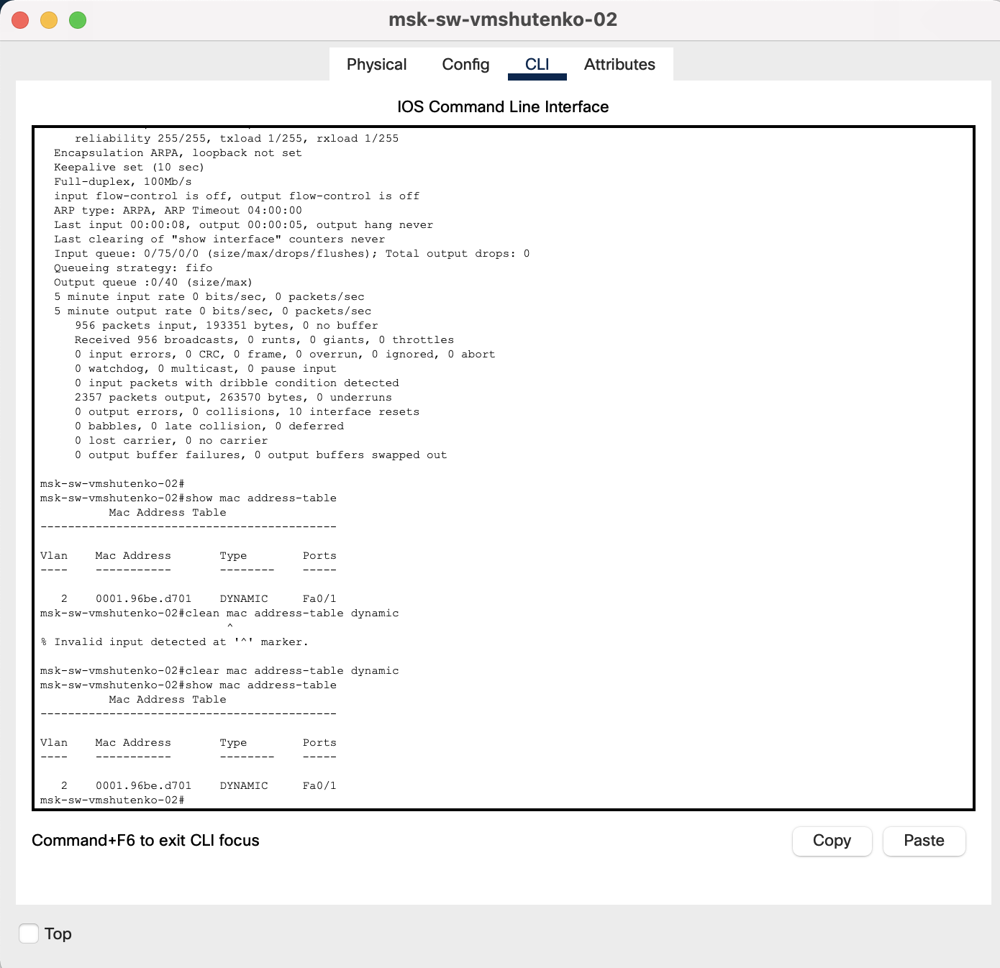 msk-sw-vmshutenko-02
Physical Config CLI Attributes
IOS Command Line Interface
reliability 255/255, txload 1/255, rxload 1/255
Encapsulation ARPA, loopback not set
Keepalive set (10 sec)
Full-duplex, 100Mb/s
input flow-control is off, output flow-control is off
ARP type: ARPA, ARP Timeout 04:00:00
Last input 00:00:08, output 00:00:05, output hang never
Last clearing of "show interface" counters never
Input queue: 0/75/0/0 (size/max/drops/flushes); Total output drops: 0
Queueing strategy: fifo
Output queue :0/40 (size/max)
5 minute input rate 0 bits/sec, 0 packets/sec
5 minute output rate 0 bits/sec, 0 packets/sec
956 packets input, 193351 bytes, 0 no buffer
Received 956 broadcasts, 0 runts, 0 giants, 0 throttles
0 input errors, 0 CRC, 0 frame, 0 overrun, 0 ignored, 0 abort
0 watchdog, 0 multicast, 0 pause input
0 input packets with dribble condition detected
2357 packets output, 263570 bytes, 0 underruns
0 output errors, 0 collisions, 10 interface resets
0 babbles, 0 late collision, 0 deferred
0 lost carrier, 0 no carrier
0 output buffer failures, 0 output buffers swapped out
msk-sw-vmshutenko-02#
msk-sw-vmshutenko-02#show mac address-table
Mac Address Table
-------------------------------------------
Vlan Mac Address Type Ports
---- ----------- -------- -----
2 0001.96be.d701 DYNAMIC Fa0/1
msk-sw-vmshutenko-02#clean mac address-table dynamic
^
% Invalid input detected at '^' marker.
msk-sw-vmshutenko-02#clear mac address-table dynamic
msk-sw-vmshutenko-02#show mac address-table
Mac Address Table
-------------------------------------------
Vlan Mac Address Type Ports
---- ----------- -------- -----
2 0001.96be.d701 DYNAMIC Fa0/1
msk-sw-vmshutenko-02#
Command+F6 to exit CLI focus
Copy Paste
Top